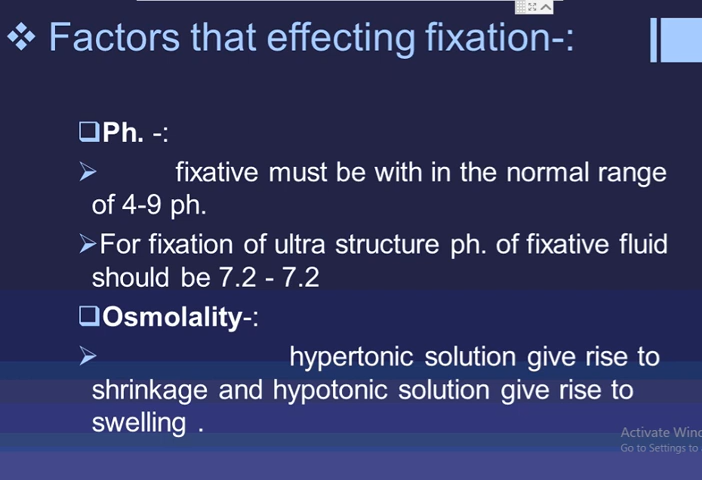 Factors that effecting fixation-:
Ph. -:
fixative must be with in the normal range
of 4-9 ph.
For fixation of ultra structure ph. of fixative fluid
should be 7.2 - 7.2
Osmolality-:
hypertonic solution give rise to
shrinkage and hypotonic solution give rise to
swelling .
Activate Wind
Go to Settings to